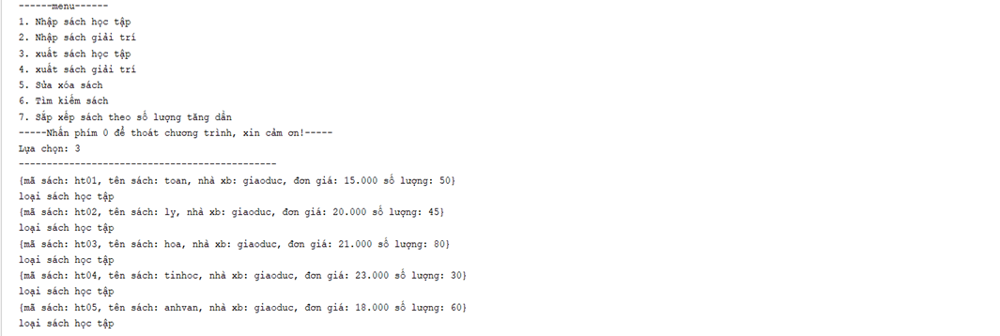 ------menu------
1. Nhập sách học tập
2. Nhập sách giải trí
3. xuất sách học tập
4. xuất sách giải trí
5. Sửa xóa sách
6. Tìm kiếm sách
7. Sắp xếp sách theo số lượng tăng dần
-----Nhấn phím 0 để thoát chương trình, xin cảm ơn!-----
Lựa chọn: 3
----------------------------------------------
{mã sách: ht01, tên sách: toan, nhà xb: giaoduc, đơn giá: 15.000 số lượng: 50}
loại sách học tập
{mã sách: ht02, tên sách: ly, nhà xb: giaoduc, đơn giá: 20.000 số lượng: 45}
loại sách học tập
{mã sách: ht03, tên sách: hoa, nhà xb: giaoduc, đơn giá: 21.000 số lượng: 80}
loại sách học tập
{mã sách: ht04, tên sách: tinhoc, nhà xb: giaoduc, đơn giá: 23.000 số lượng: 30}
loại sách học tập
{mã sách: ht05, tên sách: anhvan, nhà xb: giaoduc, đơn giá: 18.000 số lượng: 60}
loại sách học tập